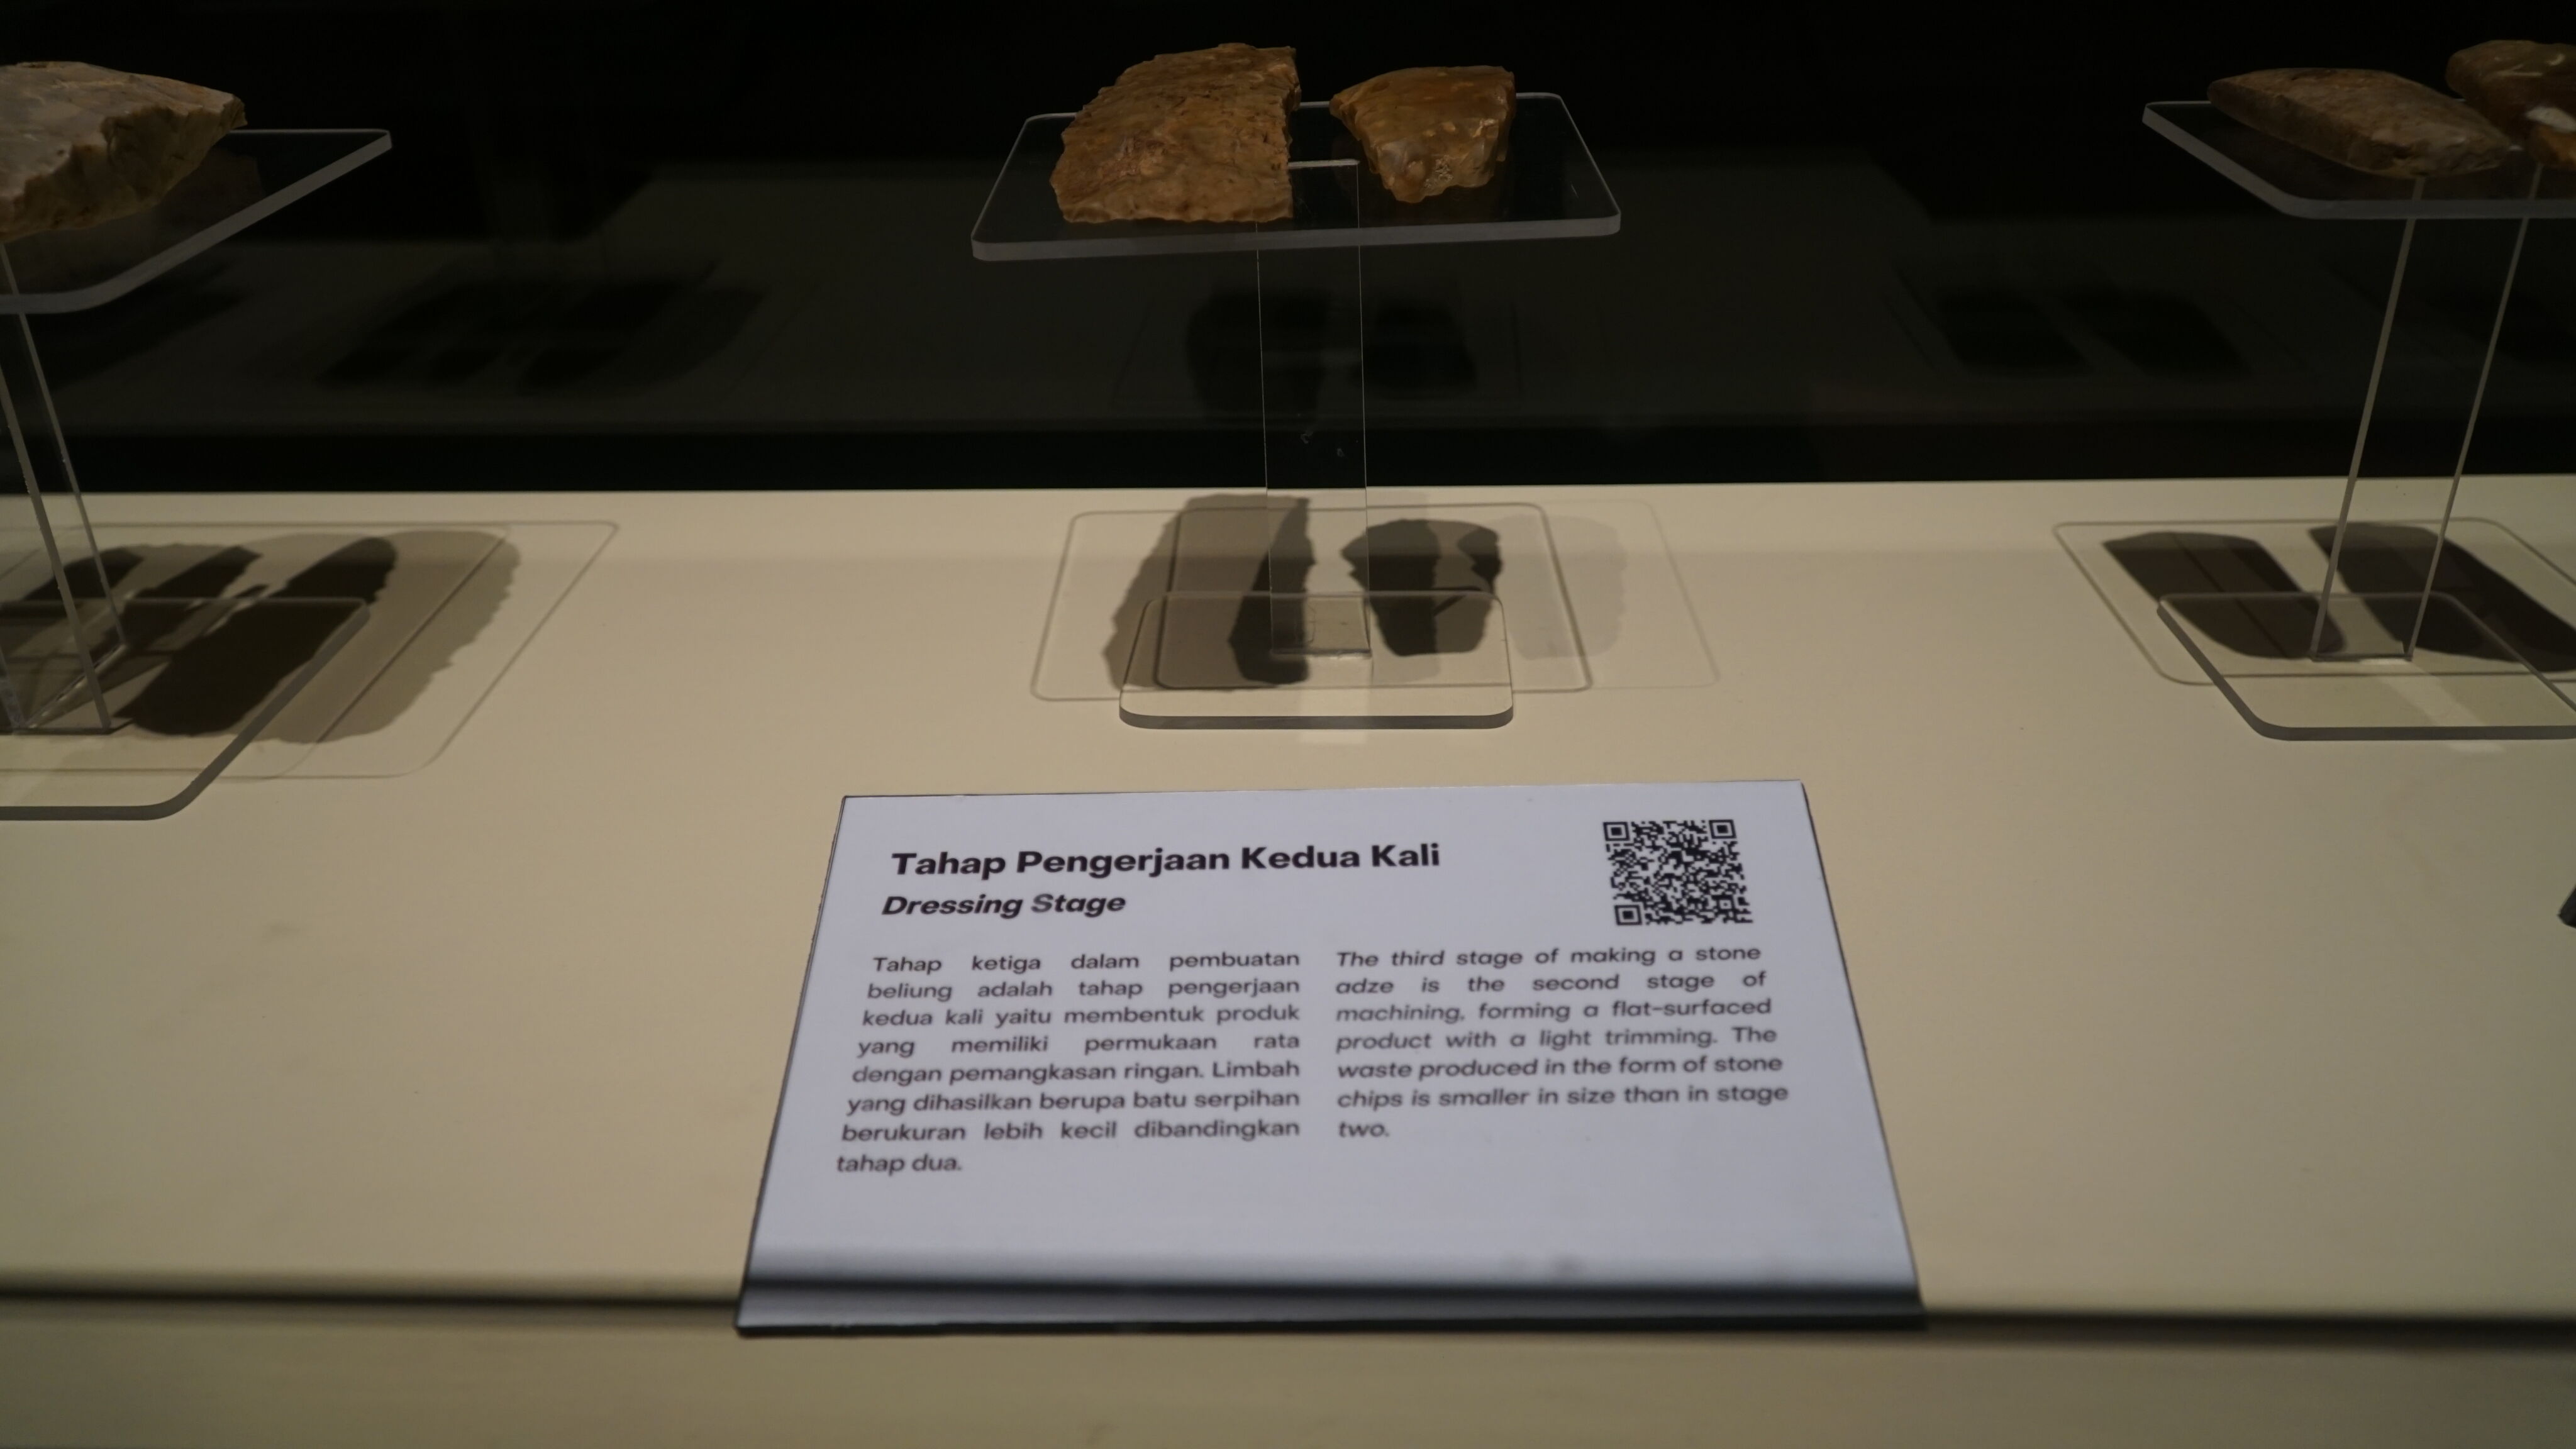 Tahap Pengerjaan Kedua Kali
Dressing Stage
Tahap ketiga dalam pembuatan
beliung adalah tahap pengerjaan
kedua kali yaitu membentuk produk
yang memiliki permukaan rata
dengan pemangkasan ringan. Limbah
yang dihasilkan berupa batu serpihan
berukuran lebih kecil dibandingkan
tahap dua.
The third stage of making a stone
adze is the second stage of
machining, forming a flat-surfaced
product with a light trimming. The
waste produced in the form of stone
chips is smaller in size than in stage
two.